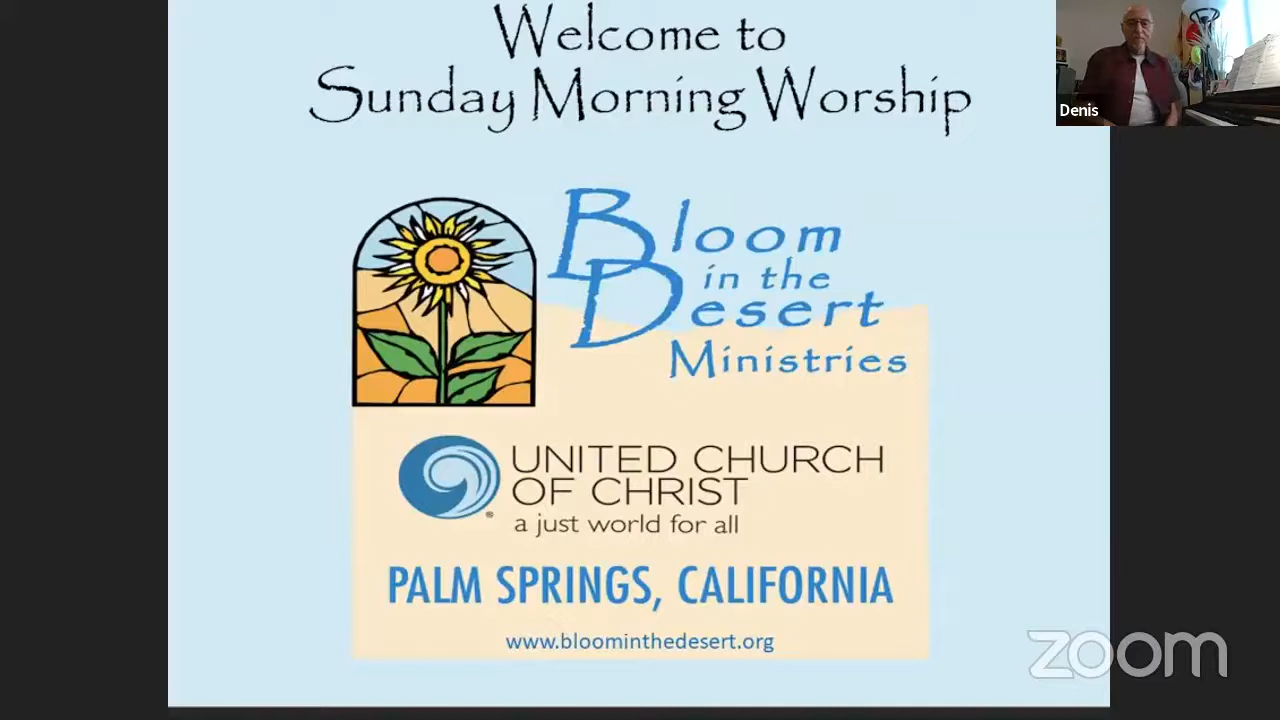 Welcome to
Sunday Morning Worship
Denis
Bloom
in the
Desert
Ministries
UNITED CHURCH
OF CHRIST
®
a just world for all
PALM SPRINGS, CALIFORNIA
www.bloominthedesert.org
zoom